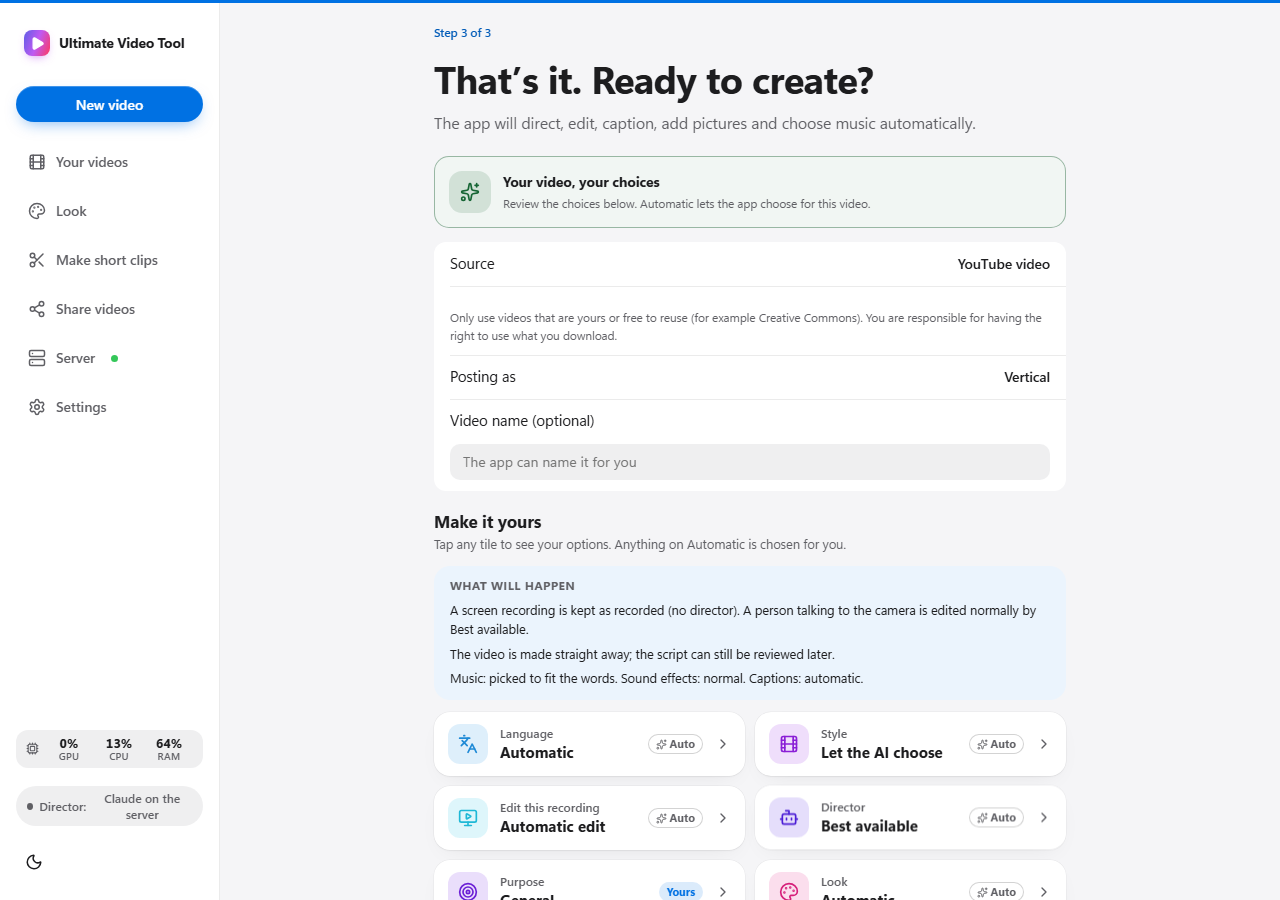 Ultimate Video Tool
New video
Your videos
Look
Make short clips
Share videos
Server
Settings
0%
GPU
13%
CPU
64%
RAM
Director:
Claude on the
server
Step 3 of 3
That’s it. Ready to create?
The app will direct, edit, caption, add pictures and choose music automatically.
Your video, your choices
Review the choices below. Automatic lets the app choose for this video.
Source
YouTube video
Only use videos that are yours or free to reuse (for example Creative Commons). You are responsible for having the
right to use what you download.
Posting as
Vertical
Video name (optional)
The app can name it for you
Make it yours
Tap any tile to see your options. Anything on Automatic is chosen for you.
WHAT WILL HAPPEN
A screen recording is kept as recorded (no director). A person talking to the camera is edited normally by
Best available.
The video is made straight away; the script can still be reviewed later.
Music: picked to fit the words. Sound effects: normal. Captions: automatic.
Language
Automatic
Auto
Style
Let the AI choose
Auto
Edit this recording
Automatic edit
Auto
Director
Best available
Auto
Purpose
General
Yours
Look
Automatic
Auto